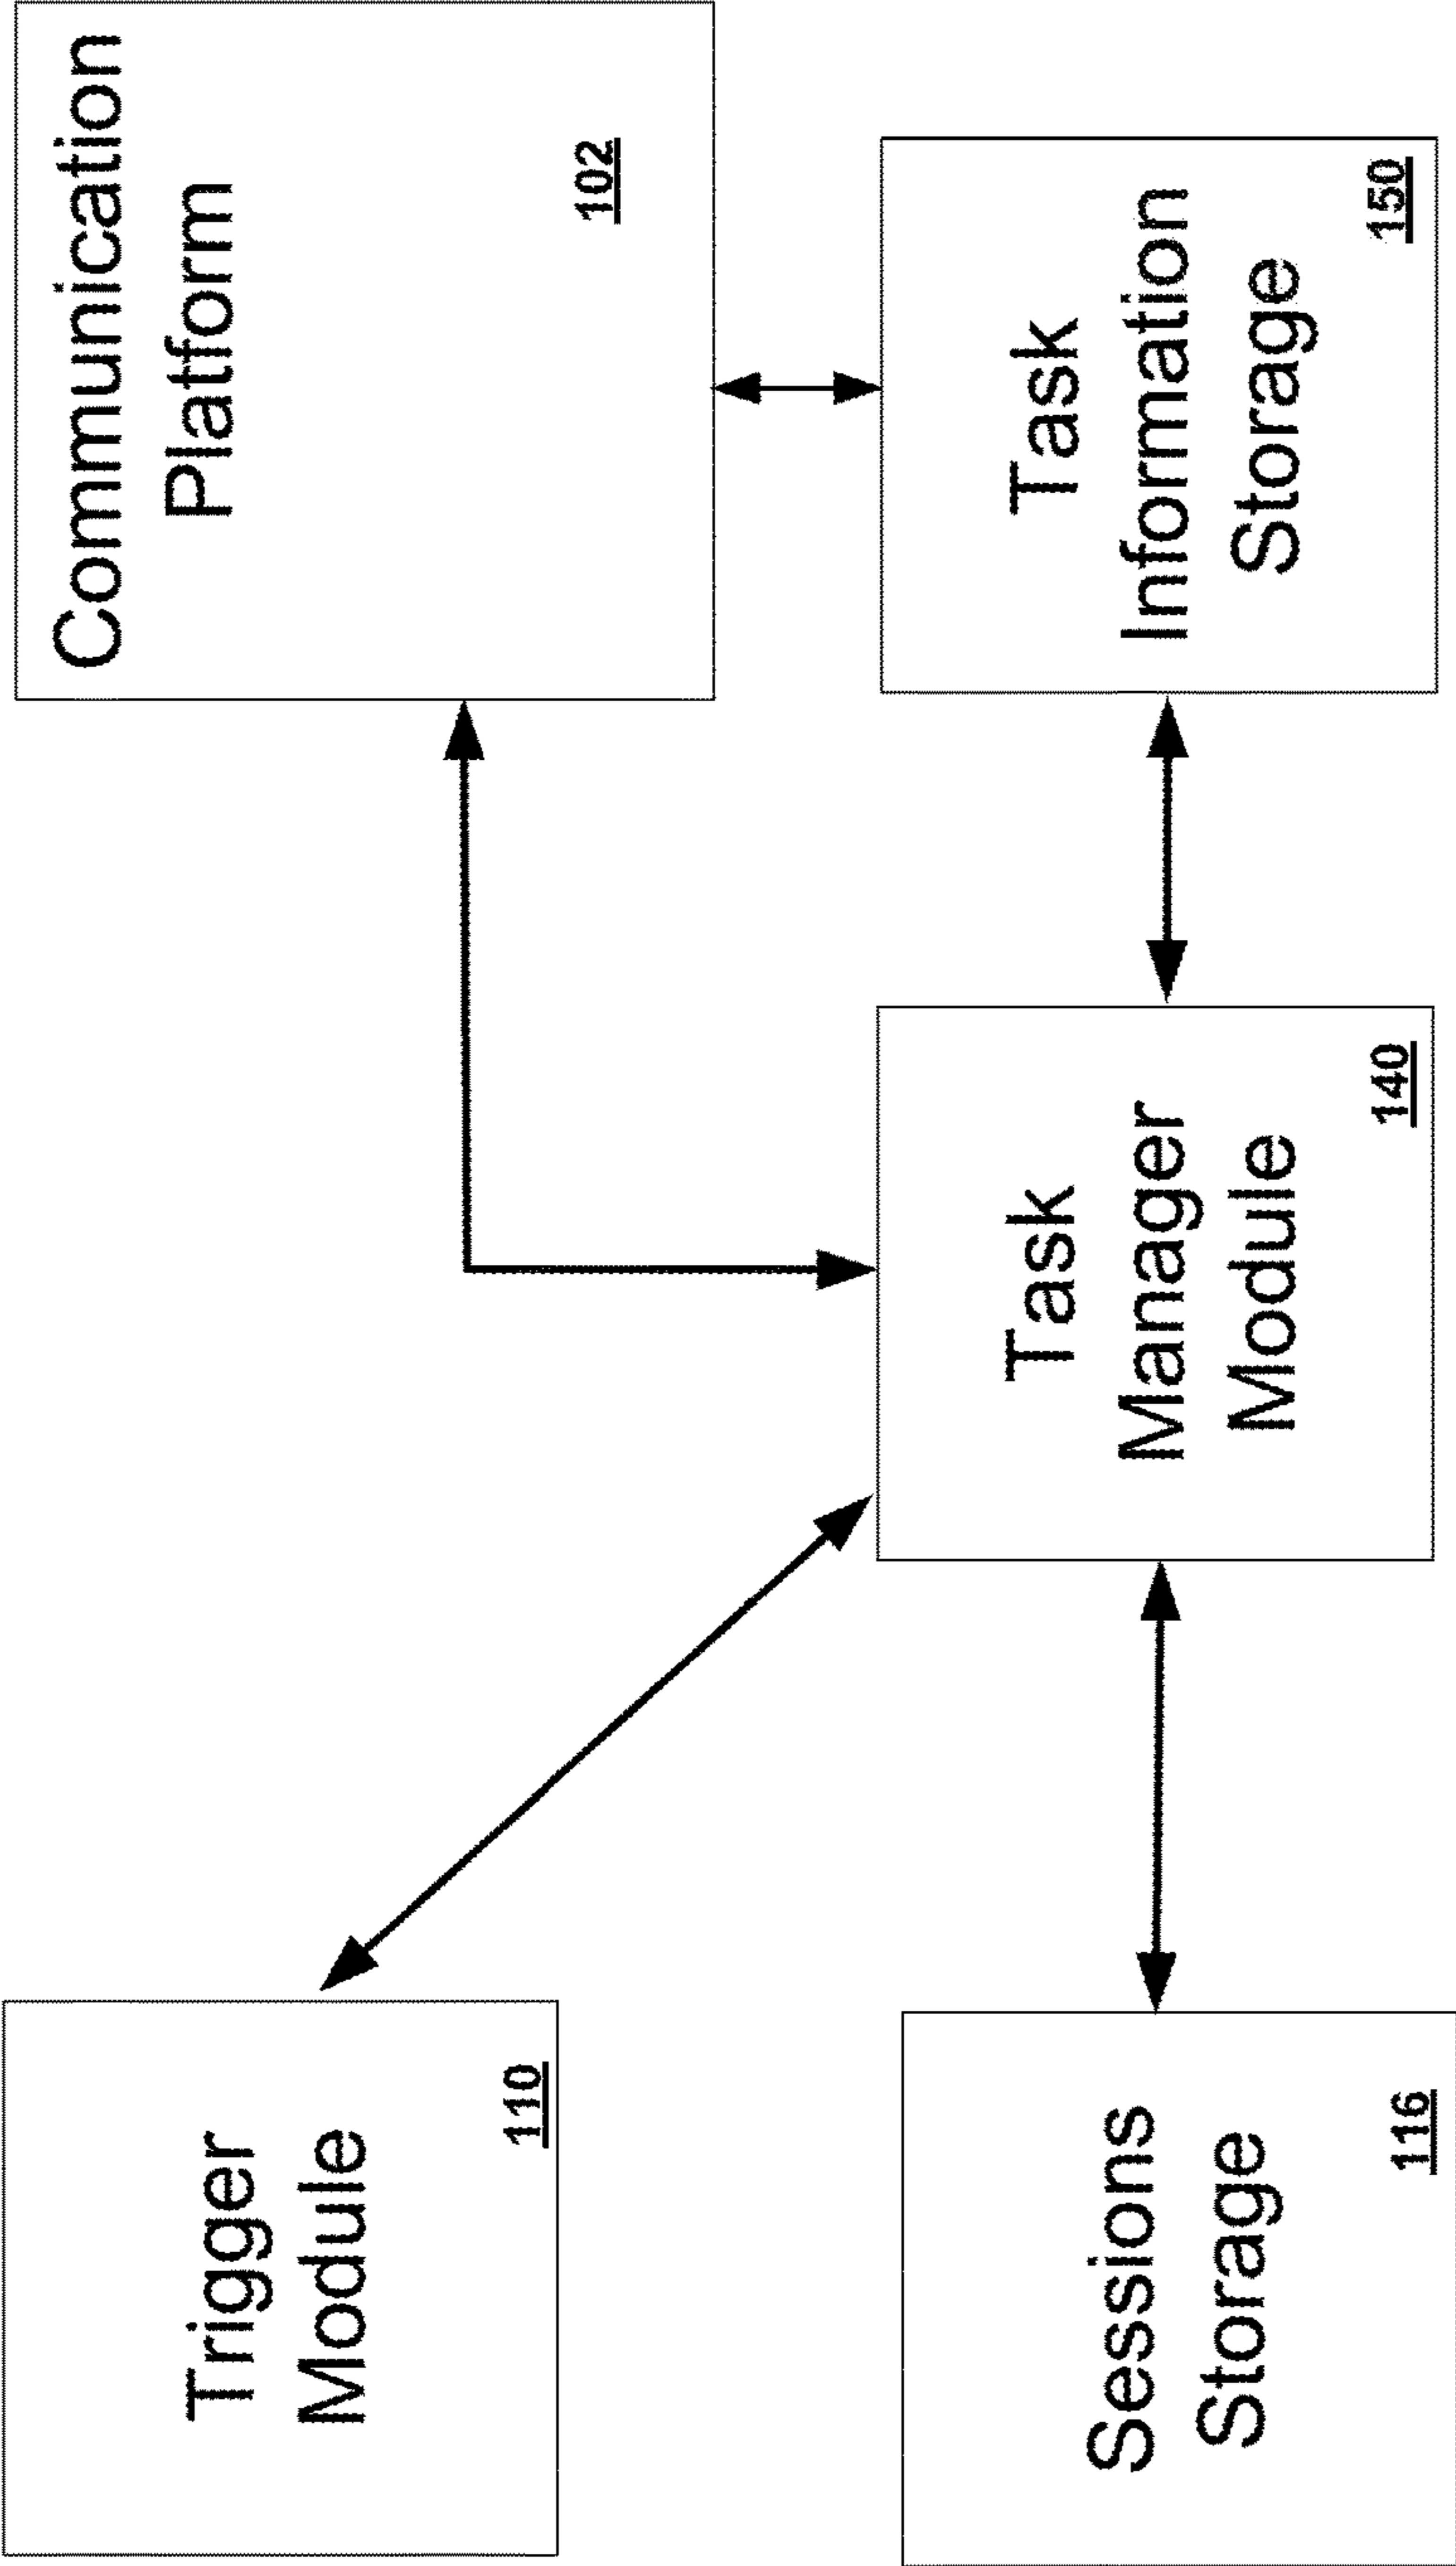 Trigger
Module
110
Communication
Platform
102
Sessions
Storage
116
Task
Manager
Module
140
Task
Information
Storage
150